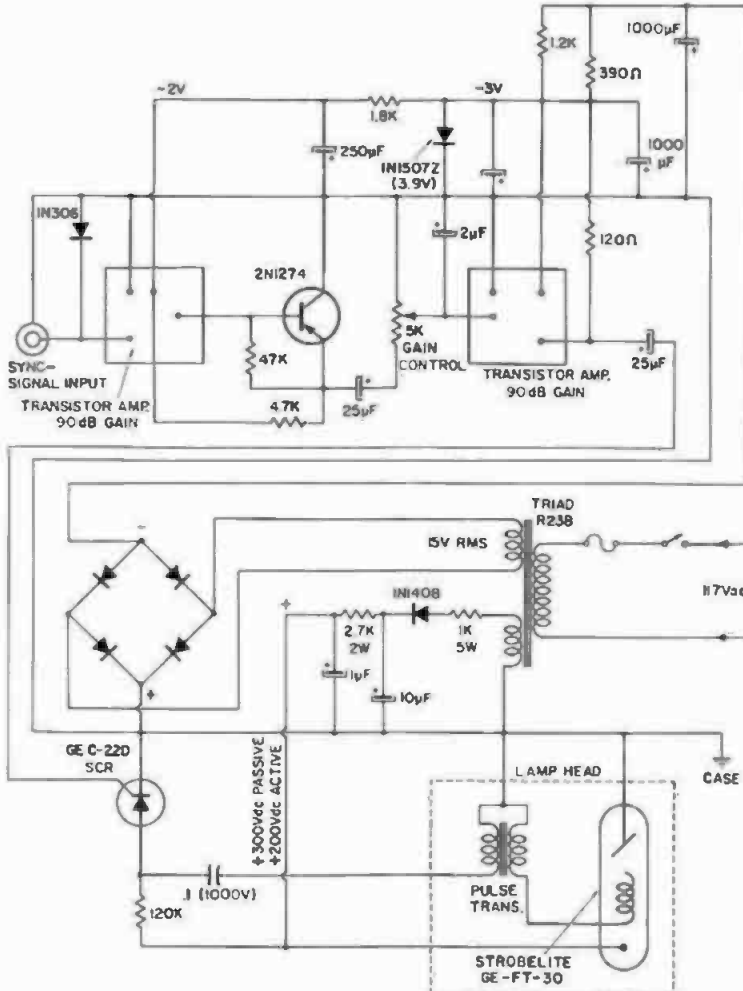 1000µF
1.2K
390Ω
~2V
-3V
1.8K
250µF
1N1507Z
(3.9V)
1000
µF
1N306
2µF
120Ω
2N1274
5K
GAIN
CONTROL
47K
25µF
SYNC-
SIGNAL INPUT
TRANSISTOR AMP.
90dB GAIN
TRANSISTOR AMP.
90dB GAIN
4.7K
25µF
TRIAD
R238
-
15V RMS
117Vac
1N1408
+
2.7K
2W
1K
5W
1µF
10µF
+
GE C-22D
SCR
+300Vdc PASSIVE
+200Vdc ACTIVE
LAMP HEAD
CASE
.1 (1000V)
PULSE
TRANS.
120K
STROBELITE
GE-FT-30